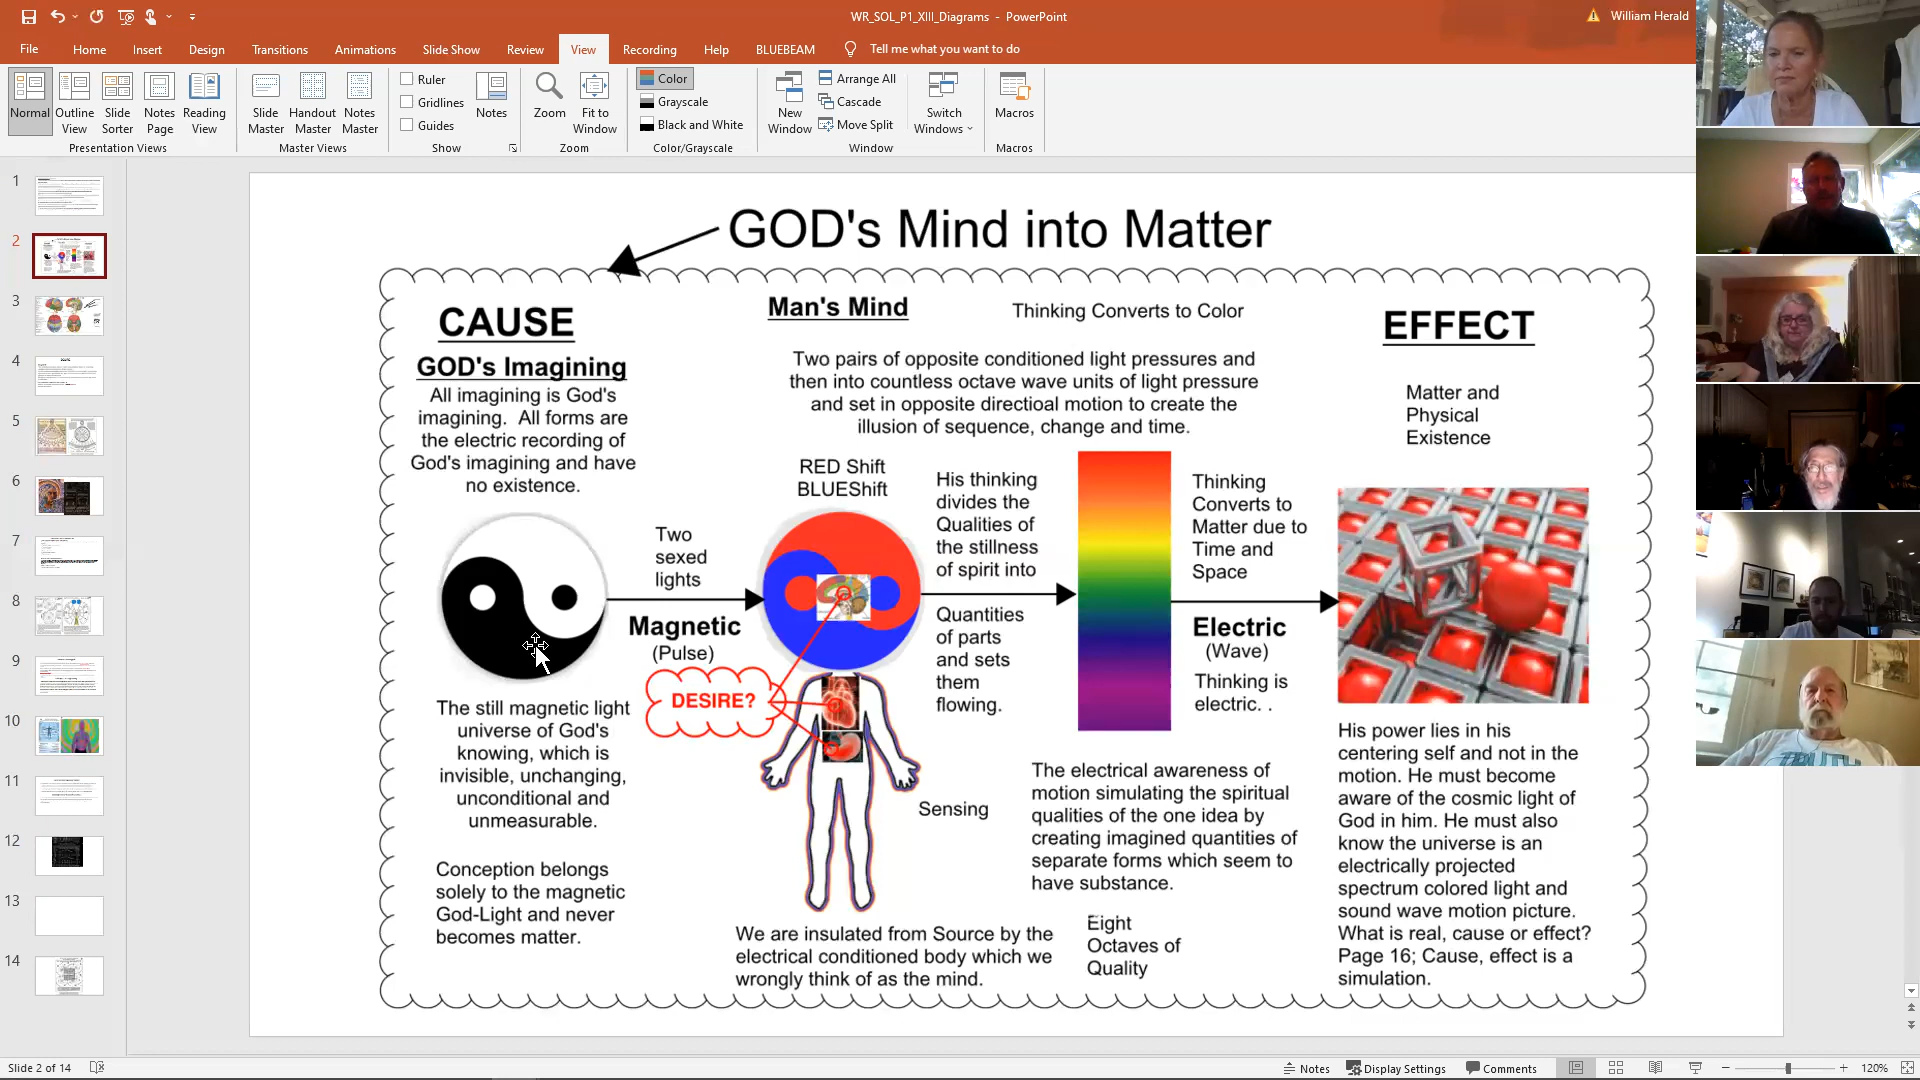 WR_SOL_P1_XIII_Diagrams - PowerPoint
William Herald
File
Home
Insert
Design
Transitions
Animations
Slide Show
Review
View
Recording
Help
BLUEBEAM
Tell me what you want to do
Normal
Outline
View
Slide
Sorter
Notes
Page
Reading
View
Presentation Views
Slide
Master
Handout
Master
Notes
Master
Master Views
Ruler
Gridlines
Guides
Notes
Show
Zoom
Fit to
Window
Zoom
Color
Grayscale
Black and White
Color/Grayscale
New
Window
Arrange All
Cascade
Move Split
Switch
Windows
Window
Macros
Macros
1
2
3
4
5
6
7
8
9
10
11
12
13
14
GOD's Mind into Matter
CAUSE
GOD's Imagining
All imagining is God's
imagining. All forms are
the electric recording of
God's imagining and have
no existence.
The still magnetic light
universe of God's
knowing, which is
invisible, unchanging,
unconditional and
unmeasurable.
Conception belongs
solely to the magnetic
God-Light and never
becomes matter.
Two
sexed
lights
Magnetic
(Pulse)
DESIRE?
Man's Mind
Thinking Converts to Color
Two pairs of opposite conditioned light pressures and
then into countless octave wave units of light pressure
and set in opposite directioal motion to create the
illusion of sequence, change and time.
RED Shift
BLUEShift
His thinking
divides the
Qualities of
the stillness
of spirit into
Quantities
of parts
and sets
them
flowing.
Sensing
We are insulated from Source by the
electrical conditioned body which we
wrongly think of as the mind.
Thinking
Converts to
Matter due to
Time and
Space
Electric
(Wave)
Thinking is
electric. .
The electrical awareness of
motion simulating the spiritual
qualities of the one idea by
creating imagined quantities of
separate forms which seem to
have substance.
Eight
Octaves of
Quality
EFFECT
Matter and
Physical
Existence
His power lies in his
centering self and not in the
motion. He must become
aware of the cosmic light of
God in him. He must also
know the universe is an
electrically projected
spectrum colored light and
sound wave motion picture.
What is real, cause or effect?
Page 16; Cause, effect is a
simulation.
TRUTH
Slide 2 of 14
Notes
Display Settings
Comments
120%